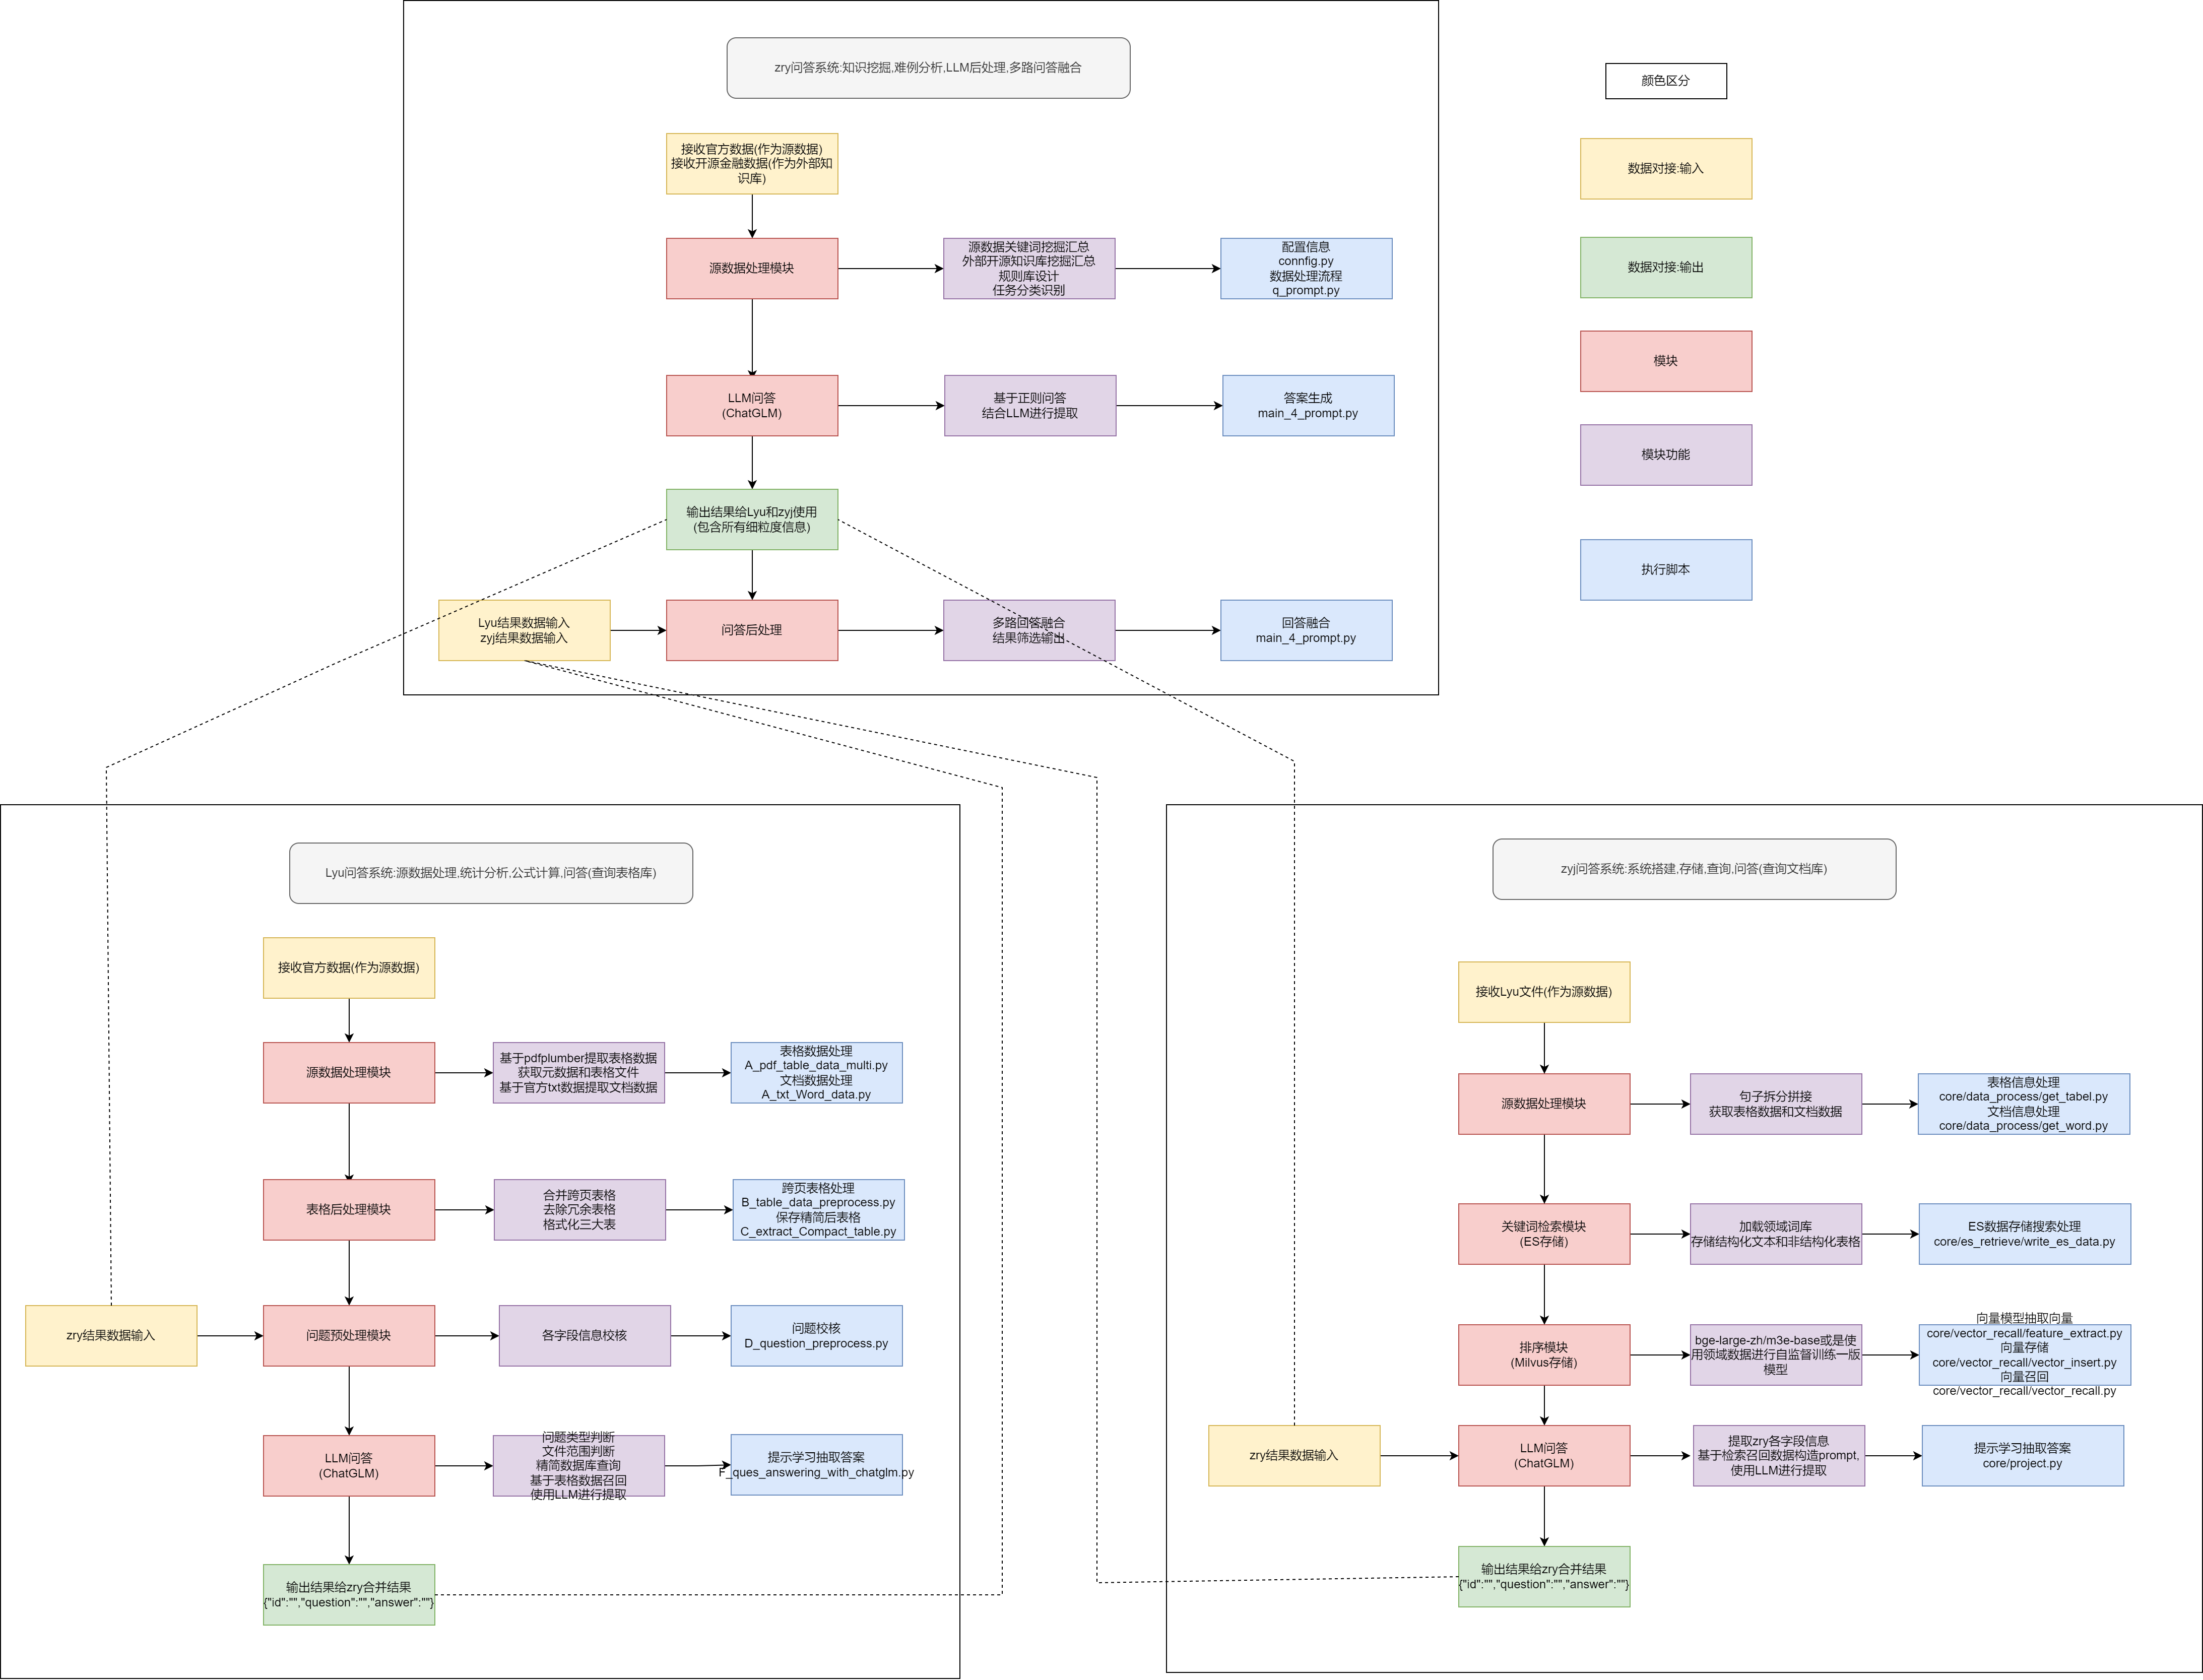 zry问答系统:知识挖掘,难例分析,LLM后处理,多路问答融合
接收官方数据(作为源数据)
接收开源金融数据(作为外部知
识库)
源数据处理模块
源数据关键词挖掘汇总
外部开源知识库挖掘汇总
规则库设计
任务分类识别
配置信息
connfig.py
数据处理流程
q_prompt.py
LLM问答
(ChatGLM)
基于正则问答
结合LLM进行提取
答案生成
main_4_prompt.py
输出结果给Lyu和zyj使用
(包含所有细粒度信息)
Lyu结果数据输入
zyj结果数据输入
问答后处理
多路回答融合
结果筛选输出
回答融合
main_4_prompt.py
颜色区分
数据对接:输入
数据对接:输出
模块
模块功能
执行脚本
Lyu问答系统:源数据处理,统计分析,公式计算,问答(查询表格库)
接收官方数据(作为源数据)
源数据处理模块
基于pdfplumber提取表格数据
获取元数据和表格文件
基于官方txt数据提取文档数据
表格数据处理
A_pdf_table_data_multi.py
文档数据处理
A_txt_Word_data.py
表格后处理模块
合并跨页表格
去除冗余表格
格式化三大表
跨页表格处理
B_table_data_preprocess.py
保存精简后表格
C_extract_Compact_table.py
zry结果数据输入
问题预处理模块
各字段信息校核
问题校核
D_question_preprocess.py
LLM问答
(ChatGLM)
问题类型判断
文件范围判断
精简数据库查询
基于表格数据召回
使用LLM进行提取
提示学习抽取答案
F_ques_answering_with_chatglm.py
输出结果给zry合并结果
{"id":"","question":"","answer":""}
zyj问答系统:系统搭建,存储,查询,问答(查询文档库)
接收Lyu文件(作为源数据)
源数据处理模块
句子拆分拼接
获取表格数据和文档数据
表格信息处理
core/data_process/get_tabel.py
文档信息处理
core/data_process/get_word.py
关键词检索模块
(ES存储)
加载领域词库
存储结构化文本和非结构化表格
ES数据存储搜索处理
core/es_retrieve/write_es_data.py
排序模块
(Milvus存储)
bge-large-zh/m3e-base或是使
用领域数据进行自监督训练一版
模型
向量模型抽取向量
core/vector_recall/feature_extract.py
向量存储
core/vector_recall/vector_insert.py
向量召回
core/vector_recall/vector_recall.py
zry结果数据输入
LLM问答
(ChatGLM)
提取zry各字段信息
基于检索召回数据构造prompt,
使用LLM进行提取
提示学习抽取答案
core/project.py
输出结果给zry合并结果
{"id":"","question":"","answer":""}